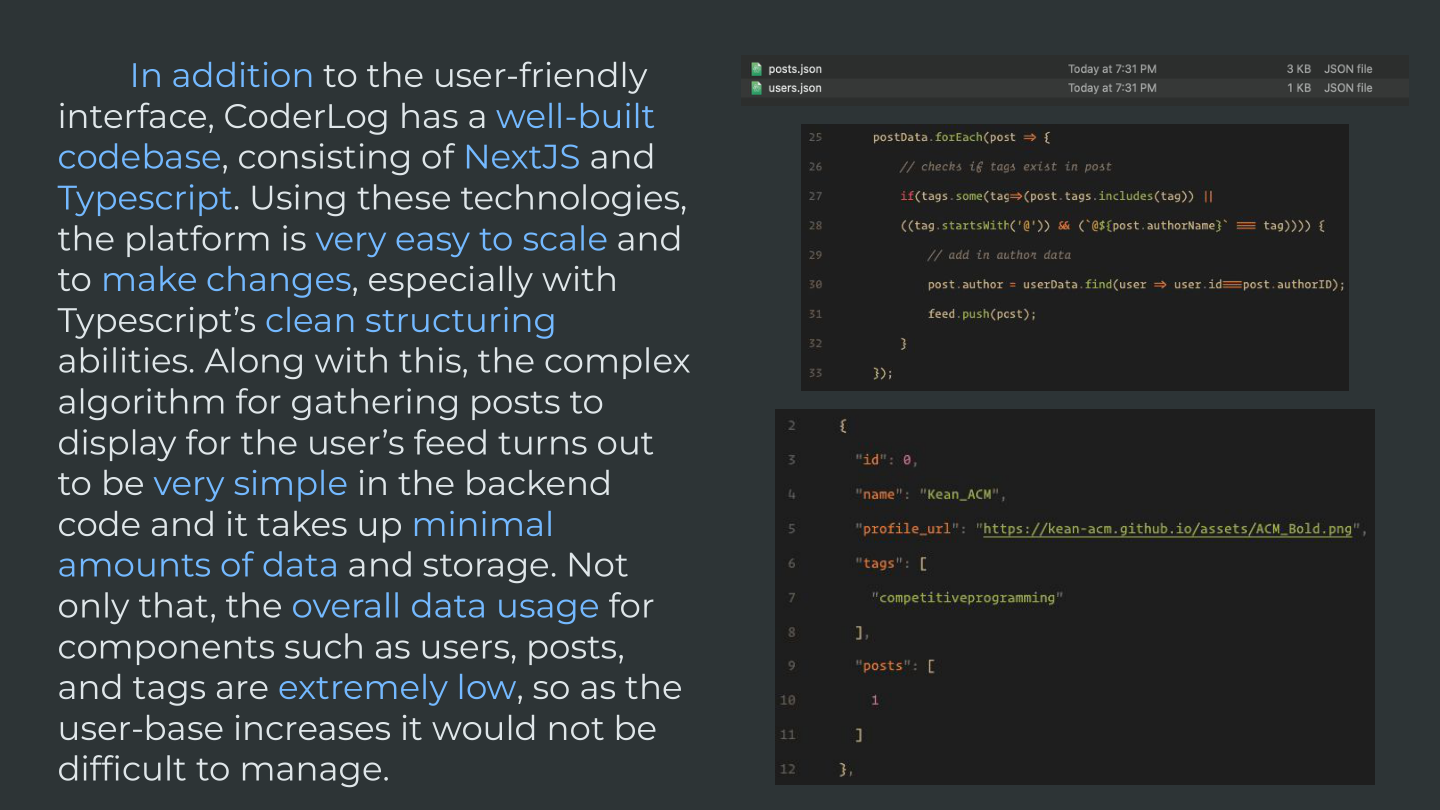 In addition to the user-friendly
interface, CoderLog has a well-built
codebase, consisting of NextJS and
Typescript. Using these technologies,
the platform is very easy to scale and
to make changes, especially with
Typescript's clean structuring
abilities. Along with this, the complex
algorithm for gathering posts to
display for the user's feed turns out
to be very simple in the backend
code and it takes up minimal
amounts of data and storage. Not
only that, the overall data usage for
components such as users, posts,
and tags are extremely low, so as the
user-base increases it would not be
difficult to manage.
posts.json Today at 7:31 PM 3 KB JSON file
users.json Today at 7:31 PM 1 KB JSON file
25 postData.forEach(post => {
26 // checks if tags exist in post
27 if(tags.some(tag=>(post.tags.includes(tag)) ||
28 ((tag.startsWith('@')) && (`@${post.authorName}` === tag)))) {
29 // add in author data
30 post.author = userData.find(user => user.id===post.authorID);
31 feed.push(post);
32 }
33 });
2 {
3 "id": 0,
4 "name": "Kean_ACM",
5 "profile_url": "https://kean-acm.github.io/assets/ACM_Bold.png",
6 "tags": [
7 "competitiveprogramming"
8 ],
9 "posts": [
10 1
11 ]
12 },